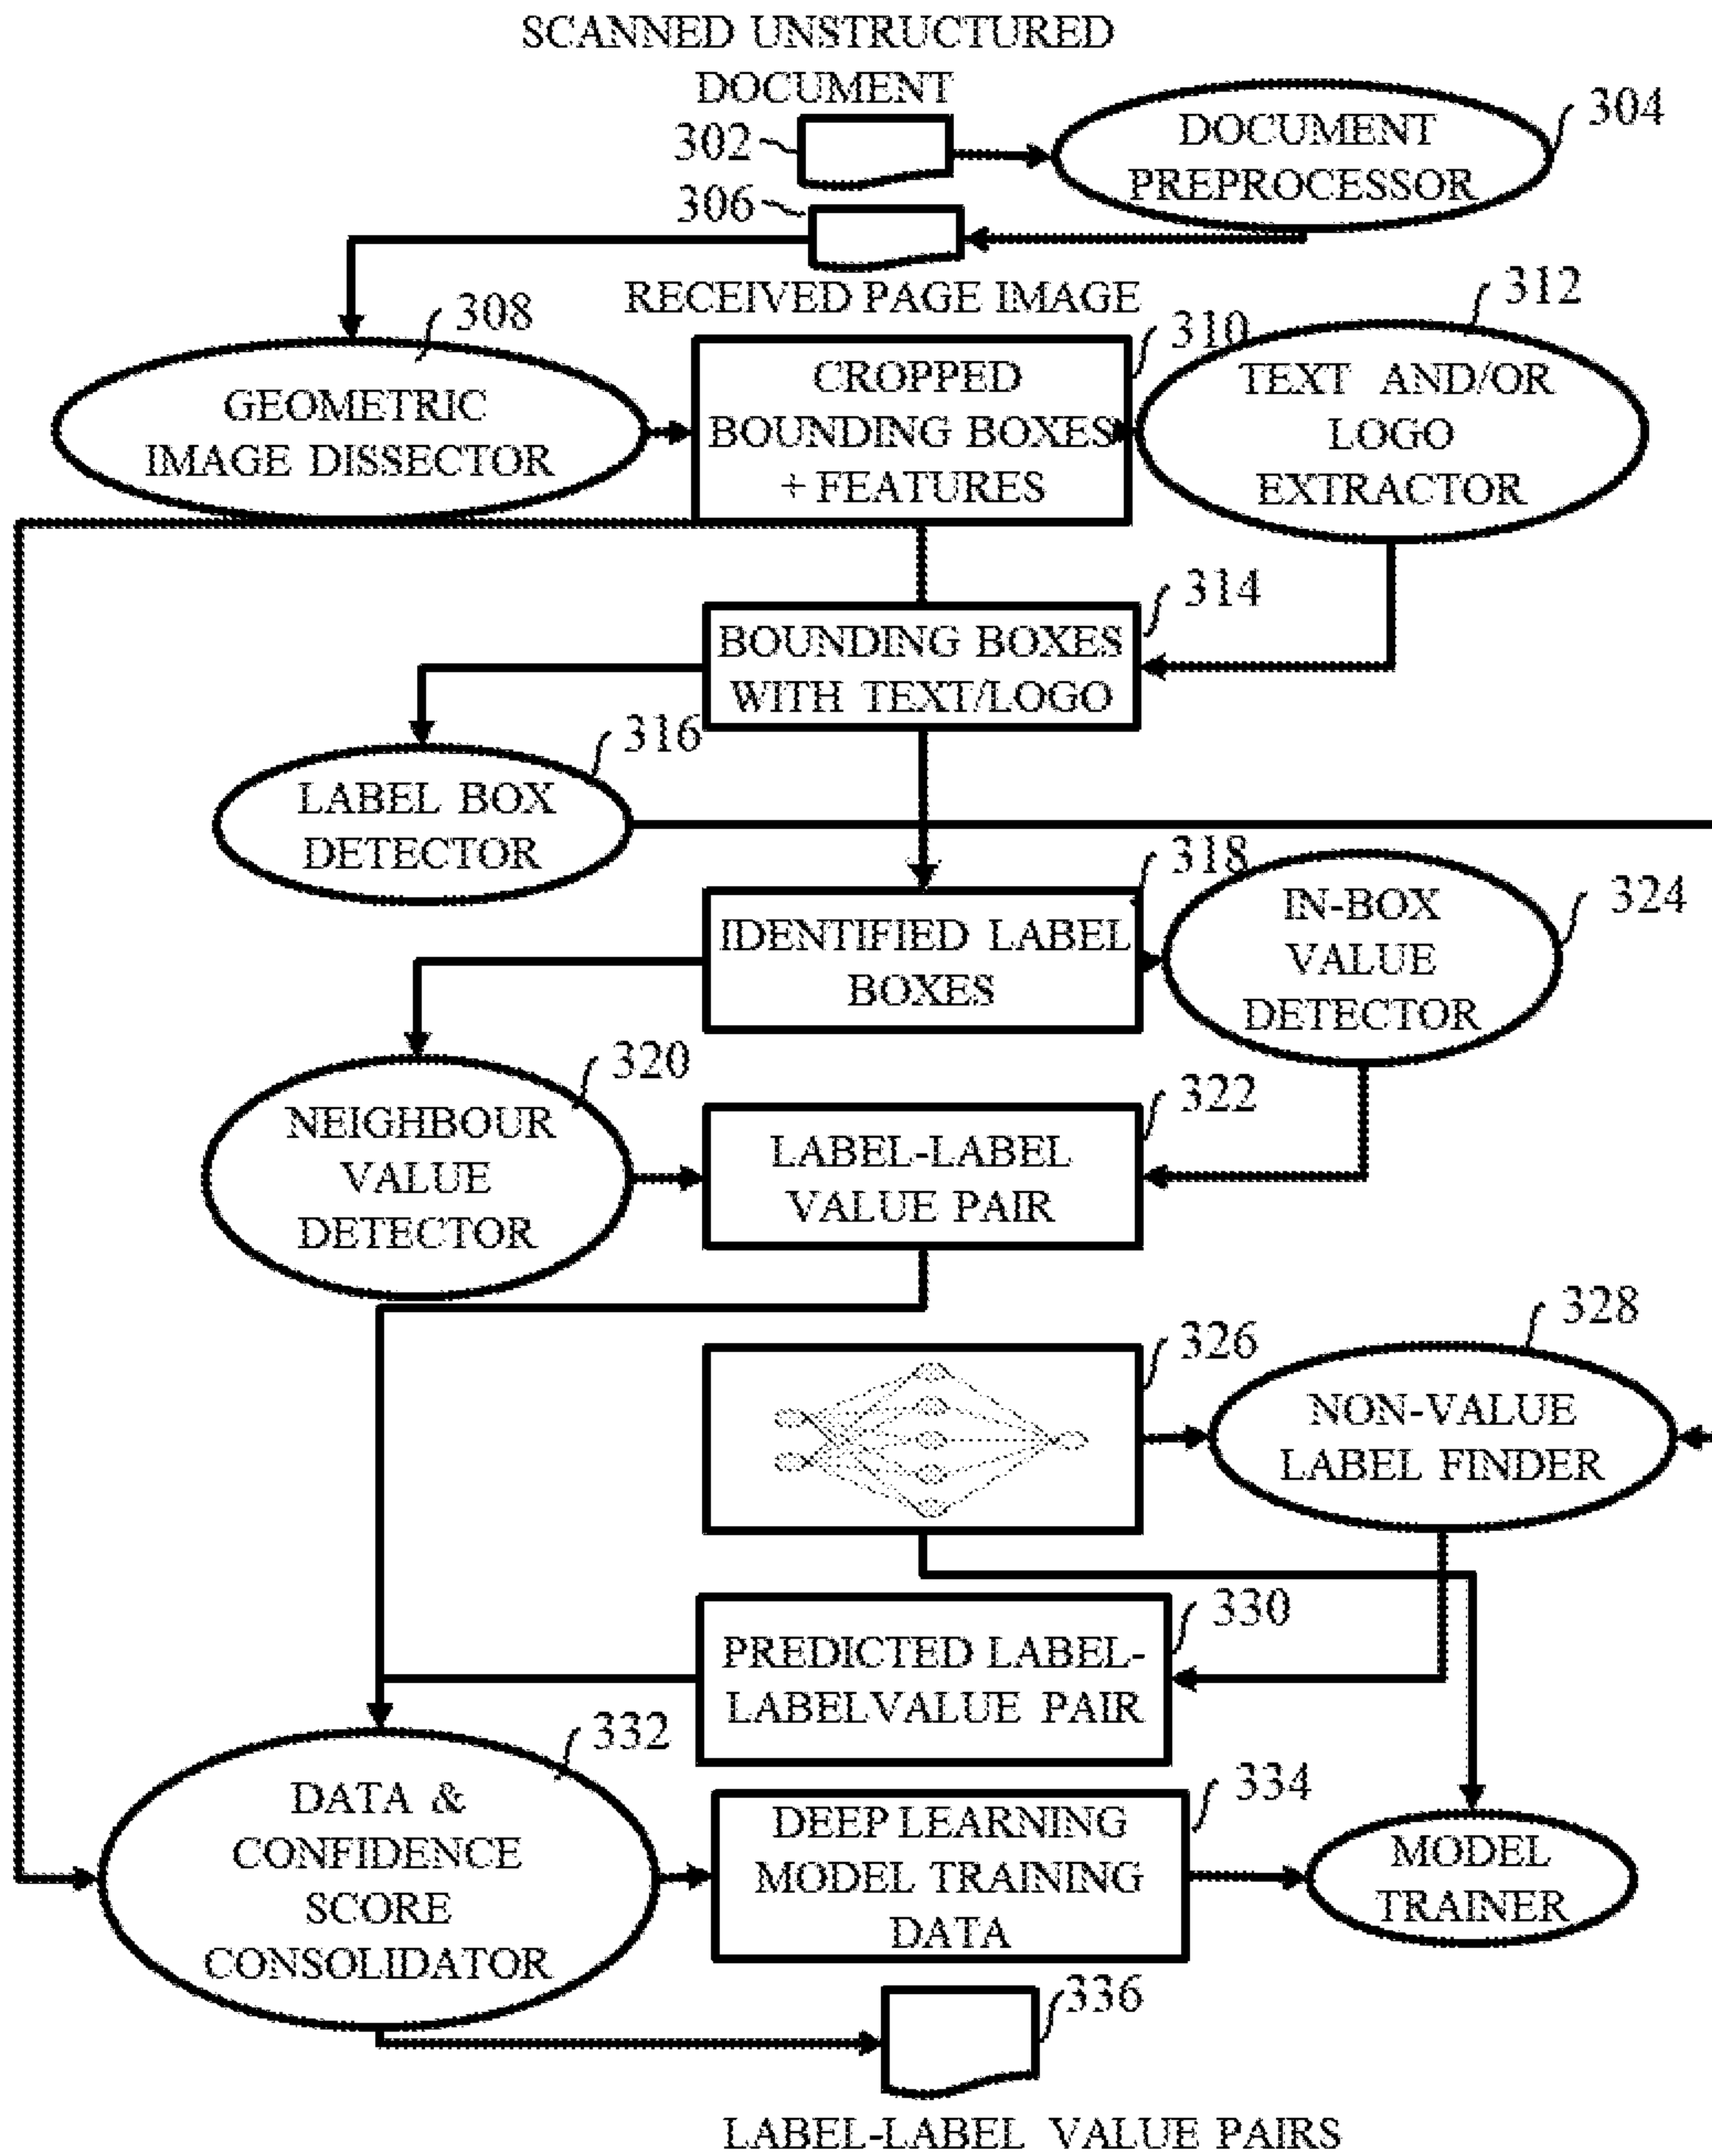 SCANNED UNSTRUCTURED
DOCUMENT
302
DOCUMENT
PREPROCESSOR
304
306
RECEIVED PAGE IMAGE
308
GEOMETRIC
IMAGE DISSECTOR
310
CROPPED
BOUNDING BOXES
+ FEATURES
312
TEXT AND/OR
LOGO
EXTRACTOR
314
BOUNDING BOXES
WITH TEXT/LOGO
316
LABEL BOX
DETECTOR
318
IDENTIFIED LABEL
BOXES
324
IN-BOX
VALUE
DETECTOR
320
NEIGHBOUR
VALUE
DETECTOR
322
LABEL-LABEL
VALUE PAIR
326
328
NON-VALUE
LABEL FINDER
330
PREDICTED LABEL-
LABELVALUE PAIR
332
DATA &
CONFIDENCE
SCORE
CONSOLIDATOR
334
DEEP LEARNING
MODEL TRAINING
DATA
MODEL
TRAINER
336
LABEL-LABEL VALUE PAIRS